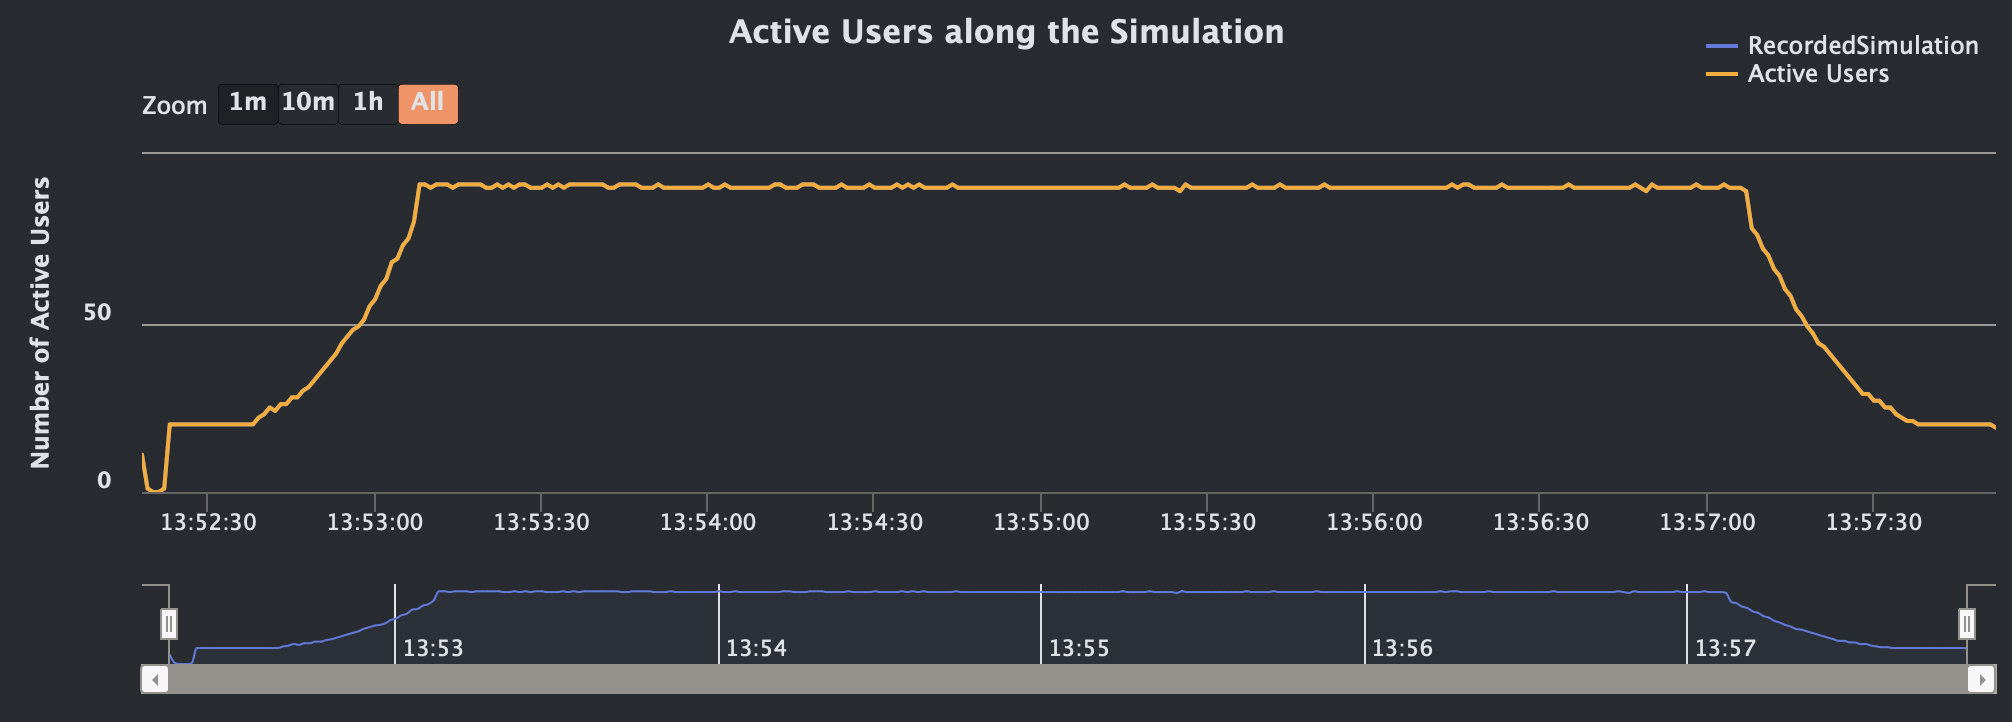 Active Users along the Simulation
RecordedSimulation
Active Users
Zoom 1m 10m 1h All
Number of Active Users
50
0
13:52:30 13:53:00 13:53:30 13:54:00 13:54:30 13:55:00 13:55:30 13:56:00 13:56:30 13:57:00 13:57:30
13:53 13:54 13:55 13:56 13:57